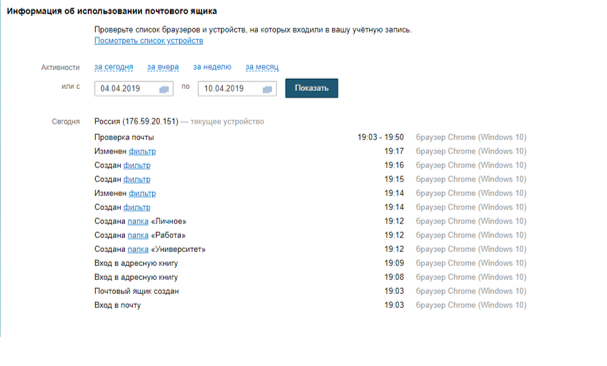 Информация об использовании почтового ящика
Проверьте список браузеров и устройств, на которых входили в вашу учётную запись.
Посмотреть список устройств
Активности за сегодня за вчера за неделю за месяц
или с 04.04.2019 по 10.04.2019 Показать
Сегодня Россия (176.59.20.151) — текущее устройство
Проверка почты 19:03 - 19:50 браузер Chrome (Windows 10)
Изменен фильтр 19:17 браузер Chrome (Windows 10)
Создан фильтр 19:16 браузер Chrome (Windows 10)
Создан фильтр 19:15 браузер Chrome (Windows 10)
Изменен фильтр 19:14 браузер Chrome (Windows 10)
Создан фильтр 19:14 браузер Chrome (Windows 10)
Создана папка «Личное» 19:12 браузер Chrome (Windows 10)
Создана папка «Работа» 19:12 браузер Chrome (Windows 10)
Создана папка «Университет» 19:12 браузер Chrome (Windows 10)
Вход в адресную книгу 19:09 браузер Chrome (Windows 10)
Вход в адресную книгу 19:08 браузер Chrome (Windows 10)
Почтовый ящик создан 19:03 браузер Chrome (Windows 10)
Вход в почту 19:03 браузер Chrome (Windows 10)